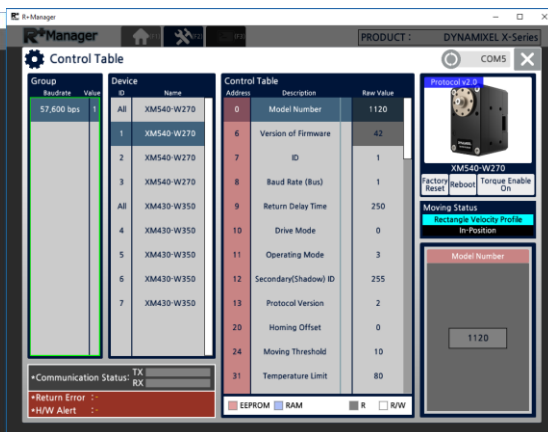 R+ Manager
R+Manager
[F1]
[F2]
[F3]
PRODUCT :
DYNAMIXEL X-Series
Control Table
COM5
Group
Baudrate Value
57,600 bps 1
Device
ID Name
All XM540-W270
1 XM540-W270
2 XM540-W270
3 XM540-W270
All XM430-W350
4 XM430-W350
5 XM430-W350
6 XM430-W350
7 XM430-W350
Control Table
Address Description Raw Value
0 Model Number 1120
6 Version of Firmware 42
7 ID 1
8 Baud Rate (Bus) 1
9 Return Delay Time 250
10 Drive Mode 0
11 Operating Mode 3
12 Secondary(Shadow) ID 255
13 Protocol Version 2
20 Homing Offset 0
24 Moving Threshold 10
31 Temperature Limit 80
EEPROM RAM R R/W
Protocol v2.0
XM540-W270
Factory Reset
Reboot
Torque Enable On
Moving Status
Rectangle Velocity Profile
In-Position
Model Number
1120
•Communication Status: TX
RX
•Return Error : -
•H/W Alert : -